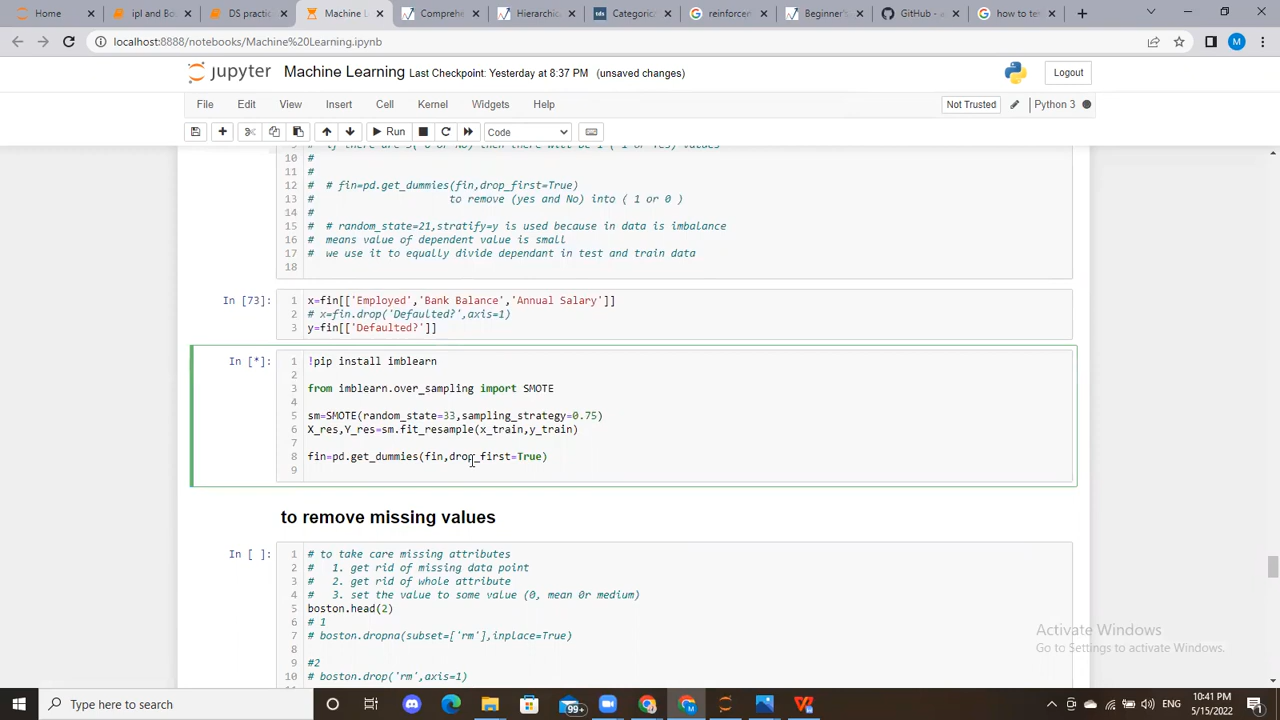 Home
ipl and Bo
DS practic
Machine L
Comprehe
Hierarchic
Categorica
reinforcem
Beginner's
GitHub - a
how to te
localhost:8888/notebooks/Machine%20Learning.ipynb
jupyter Machine Learning Last Checkpoint: Yesterday at 8:37 PM (unsaved changes)
Logout
File Edit View Insert Cell Kernel Widgets Help
Not Trusted
Python 3
Run
Code
10 #
11 #
12 # # fin=pd.get_dummies(fin,drop_first=True)
13 # to remove (yes and No) into ( 1 or 0 )
14 #
15 # # random_state=21,stratify=y is used because in data is imbalance
16 # means value of dependent value is small
17 # we use it to equally divide dependant in test and train data
18
In [73]:
1 x=fin[['Employed','Bank Balance','Annual Salary']]
2 # x=fin.drop('Defaulted?',axis=1)
3 y=fin[['Defaulted?']]
In [*]:
1 !pip install imblearn
2
3 from imblearn.over_sampling import SMOTE
4
5 sm=SMOTE(random_state=33,sampling_strategy=0.75)
6 X_res,Y_res=sm.fit_resample(x_train,y_train)
7
8 fin=pd.get_dummies(fin,drop_first=True)
9
to remove missing values
In [ ]:
1 # to take care missing attributes
2 # 1. get rid of missing data point
3 # 2. get rid of whole attribute
4 # 3. set the value to some value (0, mean 0r medium)
5 boston.head(2)
6 # 1
7 # boston.dropna(subset=['rm'],inplace=True)
8
9 #2
10 # boston.drop('rm',axis=1)
Activate Windows
Go to Settings to activate Windows.
Type here to search
99+
ENG
10:41 PM
5/15/2022